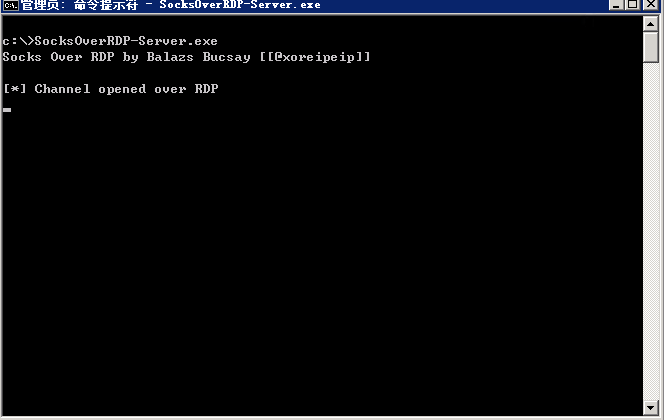 管理员: 命令提示符 - SocksOverRDP-Server.exe
c:\>SocksOverRDP-Server.exe
Socks Over RDP by Balazs Bucsay [[@xoreipeip]]
[*] Channel opened over RDP